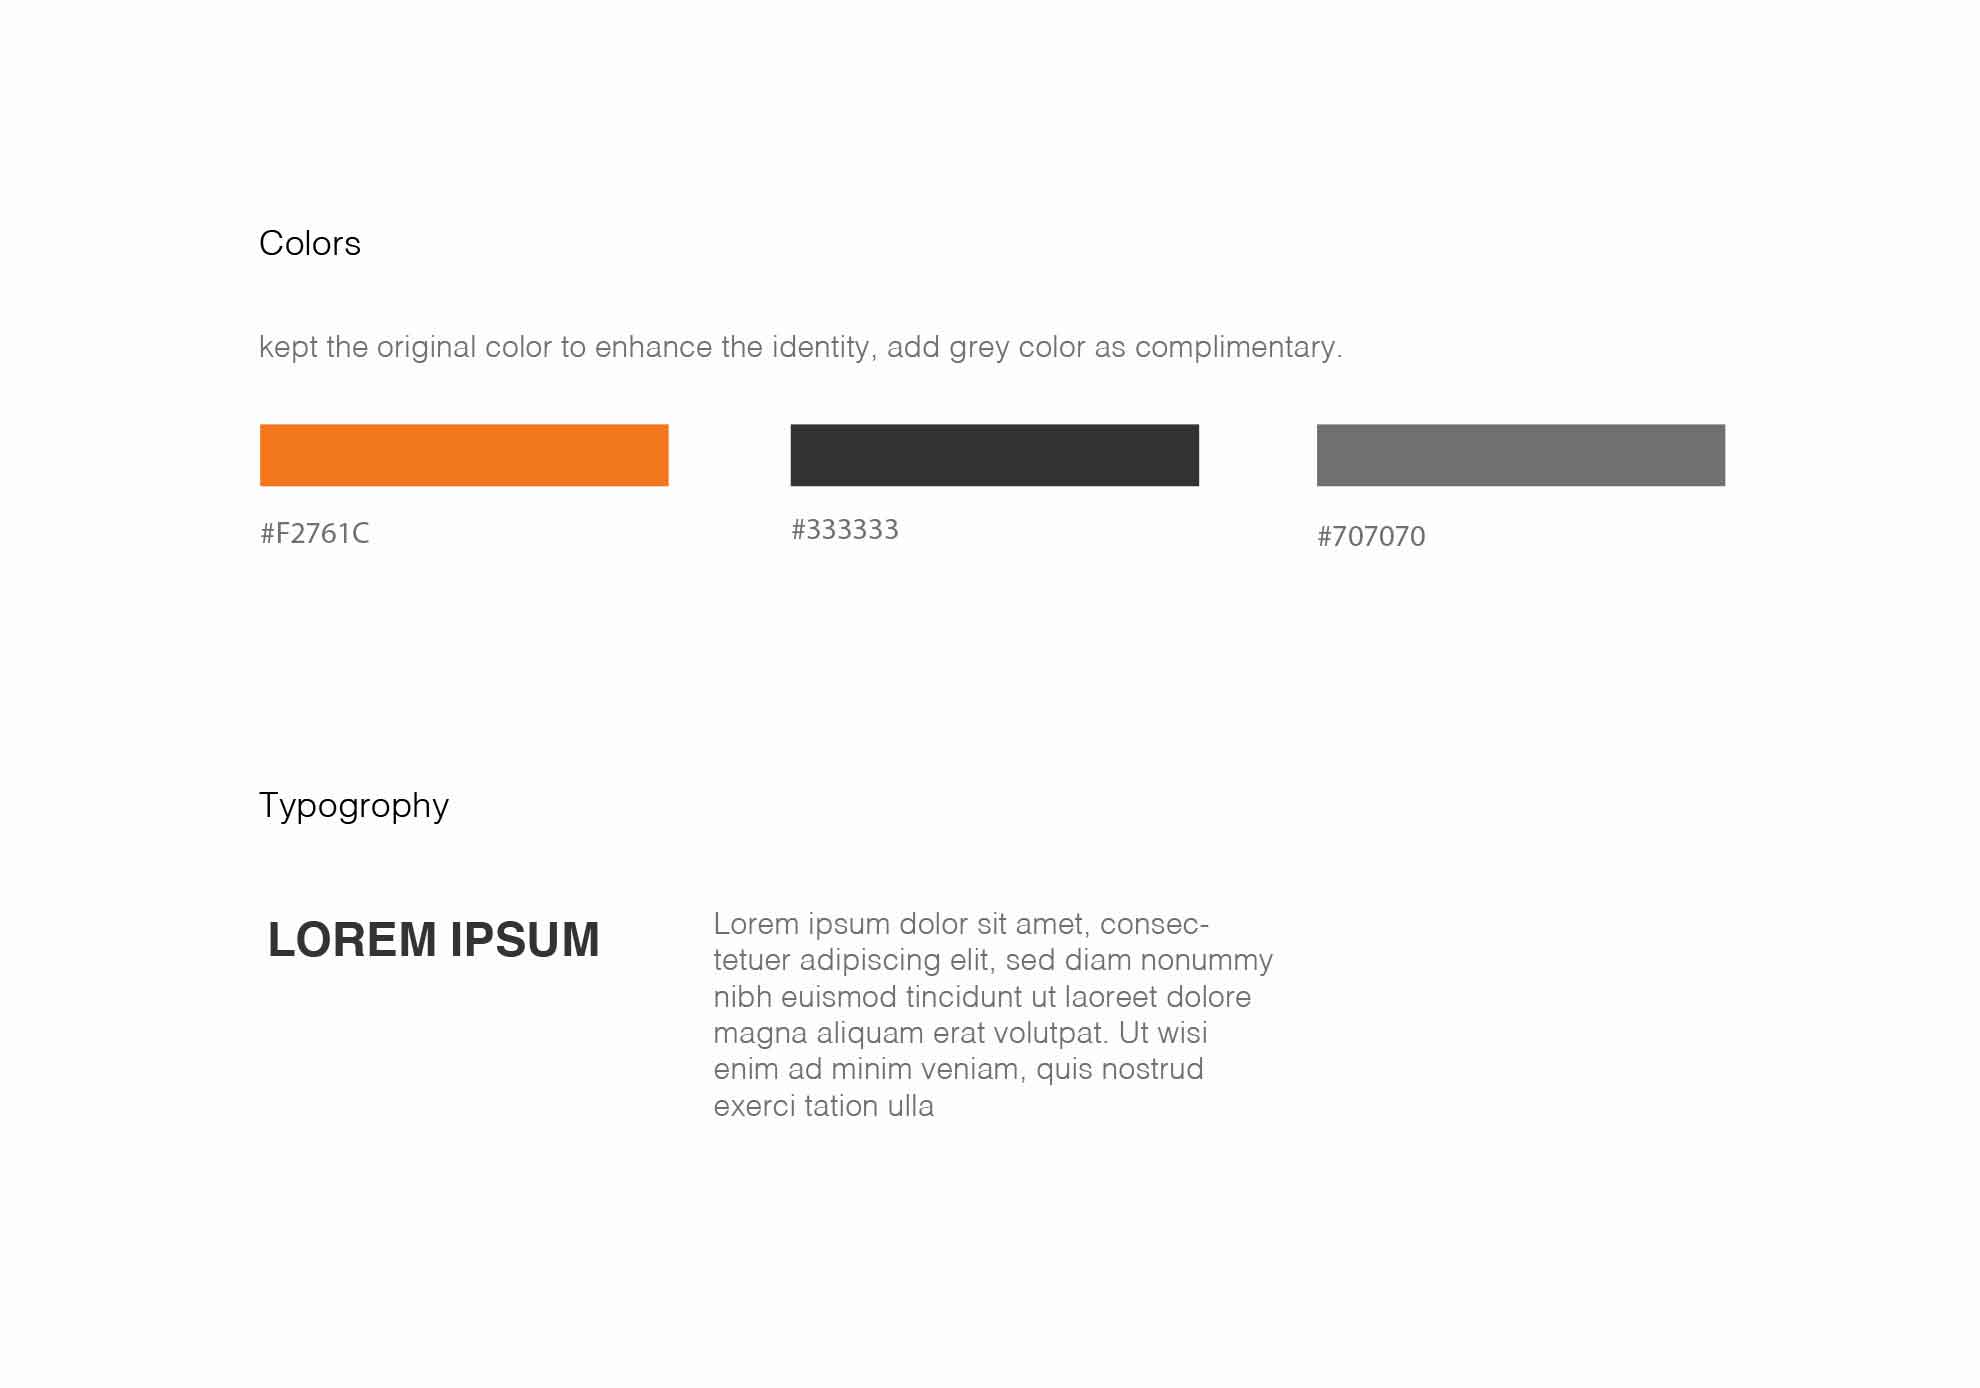 Colors
kept the original color to enhance the identity, add grey color as complimentary.
#F2761C
#333333
#707070
Typogrophy
LOREM IPSUM
Lorem ipsum dolor sit amet, consec-
tetuer adipiscing elit, sed diam nonummy
nibh euismod tincidunt ut laoreet dolore
magna aliquam erat volutpat. Ut wisi
enim ad minim veniam, quis nostrud
exerci tation ulla